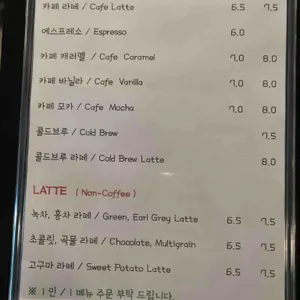 카페 라떼 / Cafe Latte 6.5 7.5
에스프레소 / Espresso 6.0
카페 캐러멜 / Cafe Caramel 7.0 8.0
카페 바닐라 / Cafe Vanilla 7.0 8.0
카페 모카 / Cafe Mocha 7.0 8.0
콜드브루 / Cold Brew 7.5
콜드브루 라떼 / Cold Brew Latte 8.0
LATTE ( Non-Coffee )
녹차, 홍차 라떼 / Green, Earl Grey Latte 6.5 7.5
초콜릿, 곡물 라떼 / Chocolate, Multigrain 6.5 7.5
고구마 라떼 / Sweet Potato Latte 6.5 7.5
※ 1 인 / 1 메뉴 주문 부탁 드립니다.